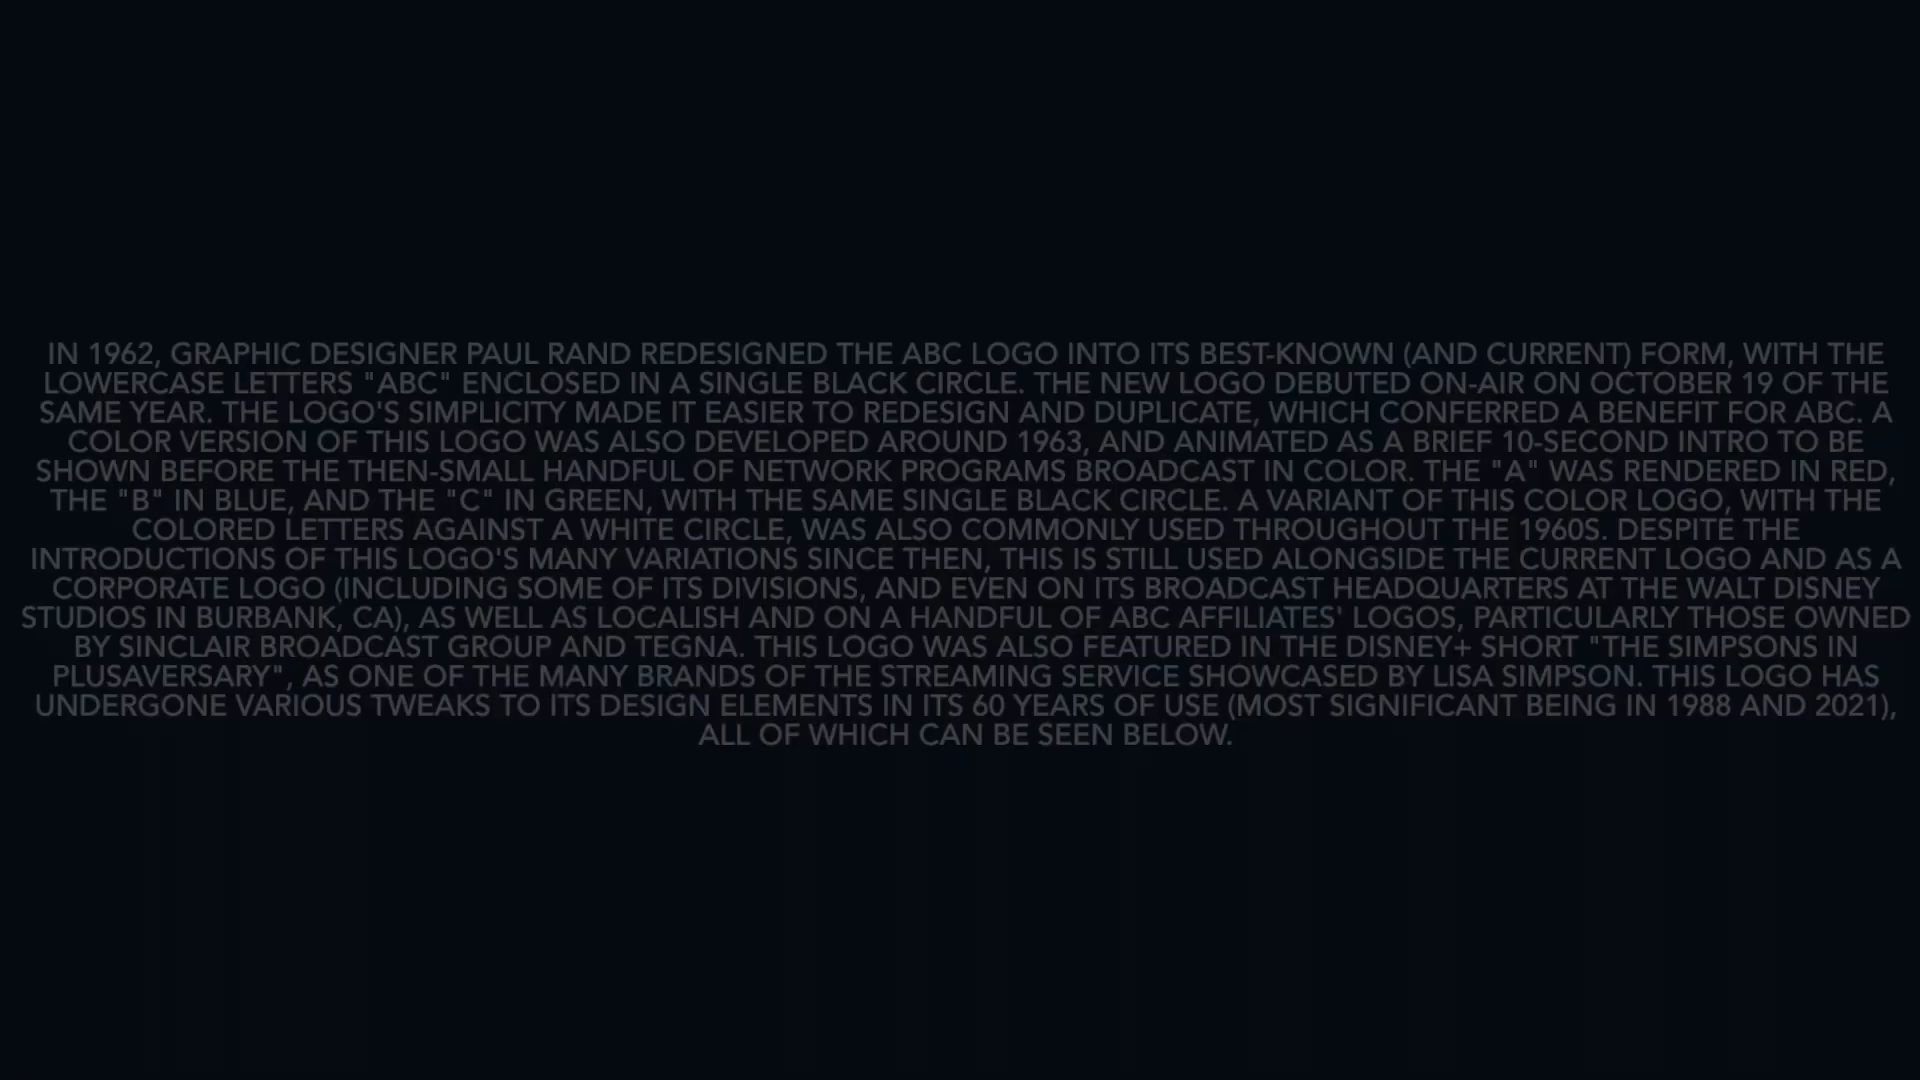 IN 1962, GRAPHIC DESIGNER PAUL RAND REDESIGNED THE ABC LOGO INTO ITS BEST-KNOWN (AND CURRENT) FORM, WITH THE
LOWERCASE LETTERS "ABC" ENCLOSED IN A SINGLE BLACK CIRCLE. THE NEW LOGO DEBUTED ON-AIR ON OCTOBER 19 OF THE
SAME YEAR. THE LOGO'S SIMPLICITY MADE IT EASIER TO REDESIGN AND DUPLICATE, WHICH CONFERRED A BENEFIT FOR ABC. A
COLOR VERSION OF THIS LOGO WAS ALSO DEVELOPED AROUND 1963, AND ANIMATED AS A BRIEF 10-SECOND INTRO TO BE
SHOWN BEFORE THE THEN-SMALL HANDFUL OF NETWORK PROGRAMS BROADCAST IN COLOR. THE "A" WAS RENDERED IN RED,
THE "B" IN BLUE, AND THE "C" IN GREEN, WITH THE SAME SINGLE BLACK CIRCLE. A VARIANT OF THIS COLOR LOGO, WITH THE
COLORED LETTERS AGAINST A WHITE CIRCLE, WAS ALSO COMMONLY USED THROUGHOUT THE 1960S. DESPITE THE
INTRODUCTIONS OF THIS LOGO'S MANY VARIATIONS SINCE THEN, THIS IS STILL USED ALONGSIDE THE CURRENT LOGO AND AS A
CORPORATE LOGO (INCLUDING SOME OF ITS DIVISIONS, AND EVEN ON ITS BROADCAST HEADQUARTERS AT THE WALT DISNEY
STUDIOS IN BURBANK, CA), AS WELL AS LOCALISH AND ON A HANDFUL OF ABC AFFILIATES' LOGOS, PARTICULARLY THOSE OWNED
BY SINCLAIR BROADCAST GROUP AND TEGNA. THIS LOGO WAS ALSO FEATURED IN THE DISNEY+ SHORT "THE SIMPSONS IN
PLUSAVERSARY", AS ONE OF THE MANY BRANDS OF THE STREAMING SERVICE SHOWCASED BY LISA SIMPSON. THIS LOGO HAS
UNDERGONE VARIOUS TWEAKS TO ITS DESIGN ELEMENTS IN ITS 60 YEARS OF USE (MOST SIGNIFICANT BEING IN 1988 AND 2021),
ALL OF WHICH CAN BE SEEN BELOW.